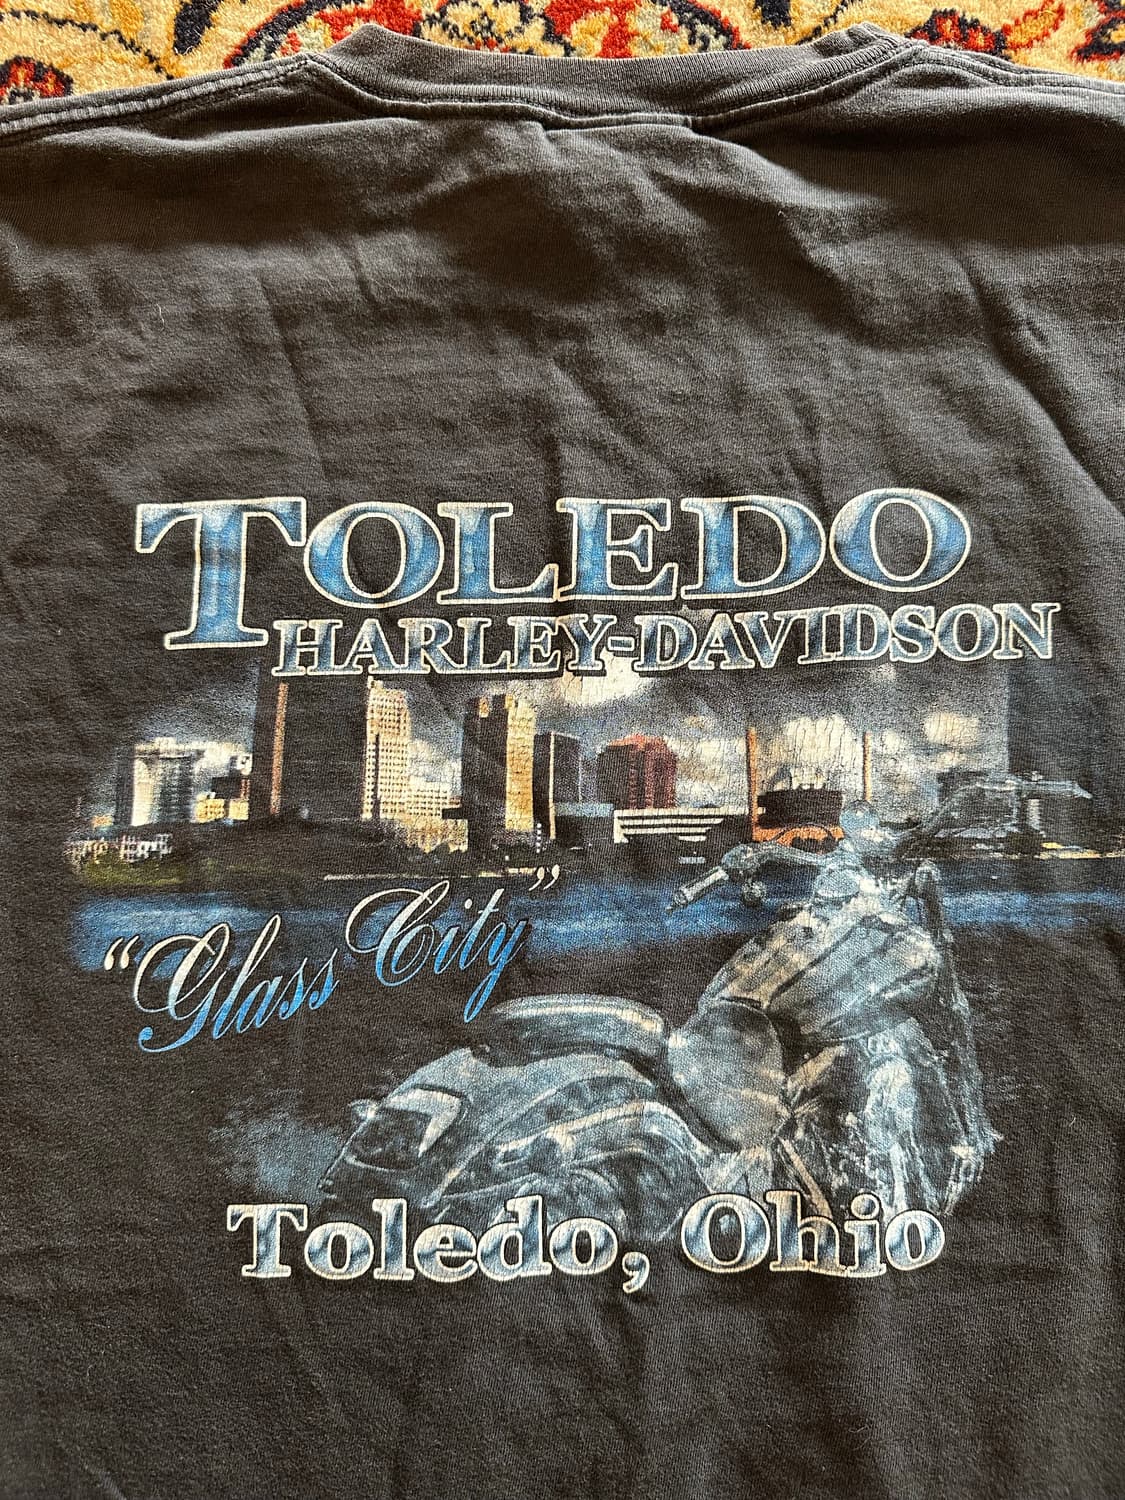 TOLEDO
HARLEY-DAVIDSON
"Glass City"
Toledo, Ohio